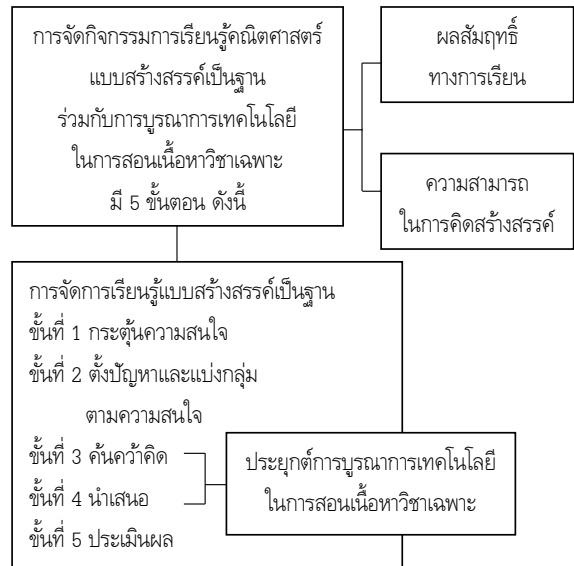 การจัดกิจกรรมการเรียนรู้คณิตศาสตร์
แบบสร้างสรรค์เป็นฐาน
ร่วมกับการบูรณาการเทคโนโลยี
ในการสอนเนื้อหาวิชาเฉพาะ
มี 5 ขั้นตอน ดังนี้
ผลสัมฤทธิ์
ทางการเรียน
ความสามารถ
ในการคิดสร้างสรรค์
การจัดการเรียนรู้แบบสร้างสรรค์เป็นฐาน
ขั้นที่ 1 กระตุ้นความสนใจ
ขั้นที่ 2 ตั้งปัญหาและแบ่งกลุ่ม
ตามความสนใจ
ขั้นที่ 3 ค้นคว้าคิด
ขั้นที่ 4 นำเสนอ
ขั้นที่ 5 ประเมินผล
ประยุกต์การบูรณาการเทคโนโลยี
ในการสอนเนื้อหาวิชาเฉพาะ